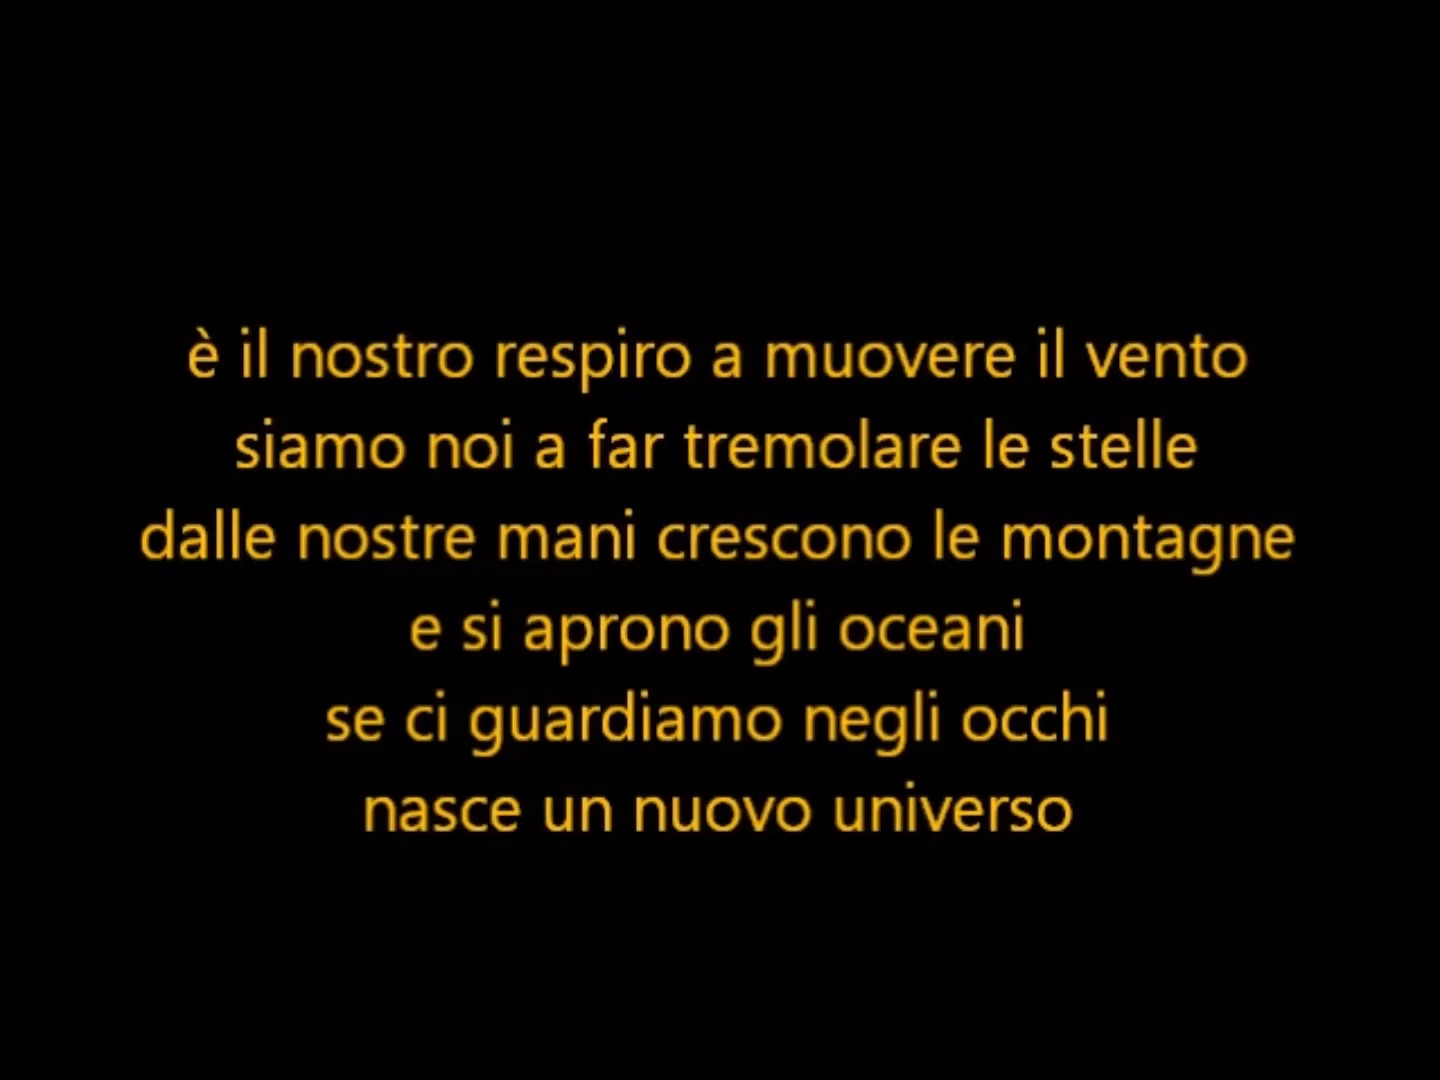 è il nostro respiro a muovere il vento
siamo noi a far tremolare le stelle
dalle nostre mani crescono le montagne
e si aprono gli oceani
se ci guardiamo negli occhi
nasce un nuovo universo